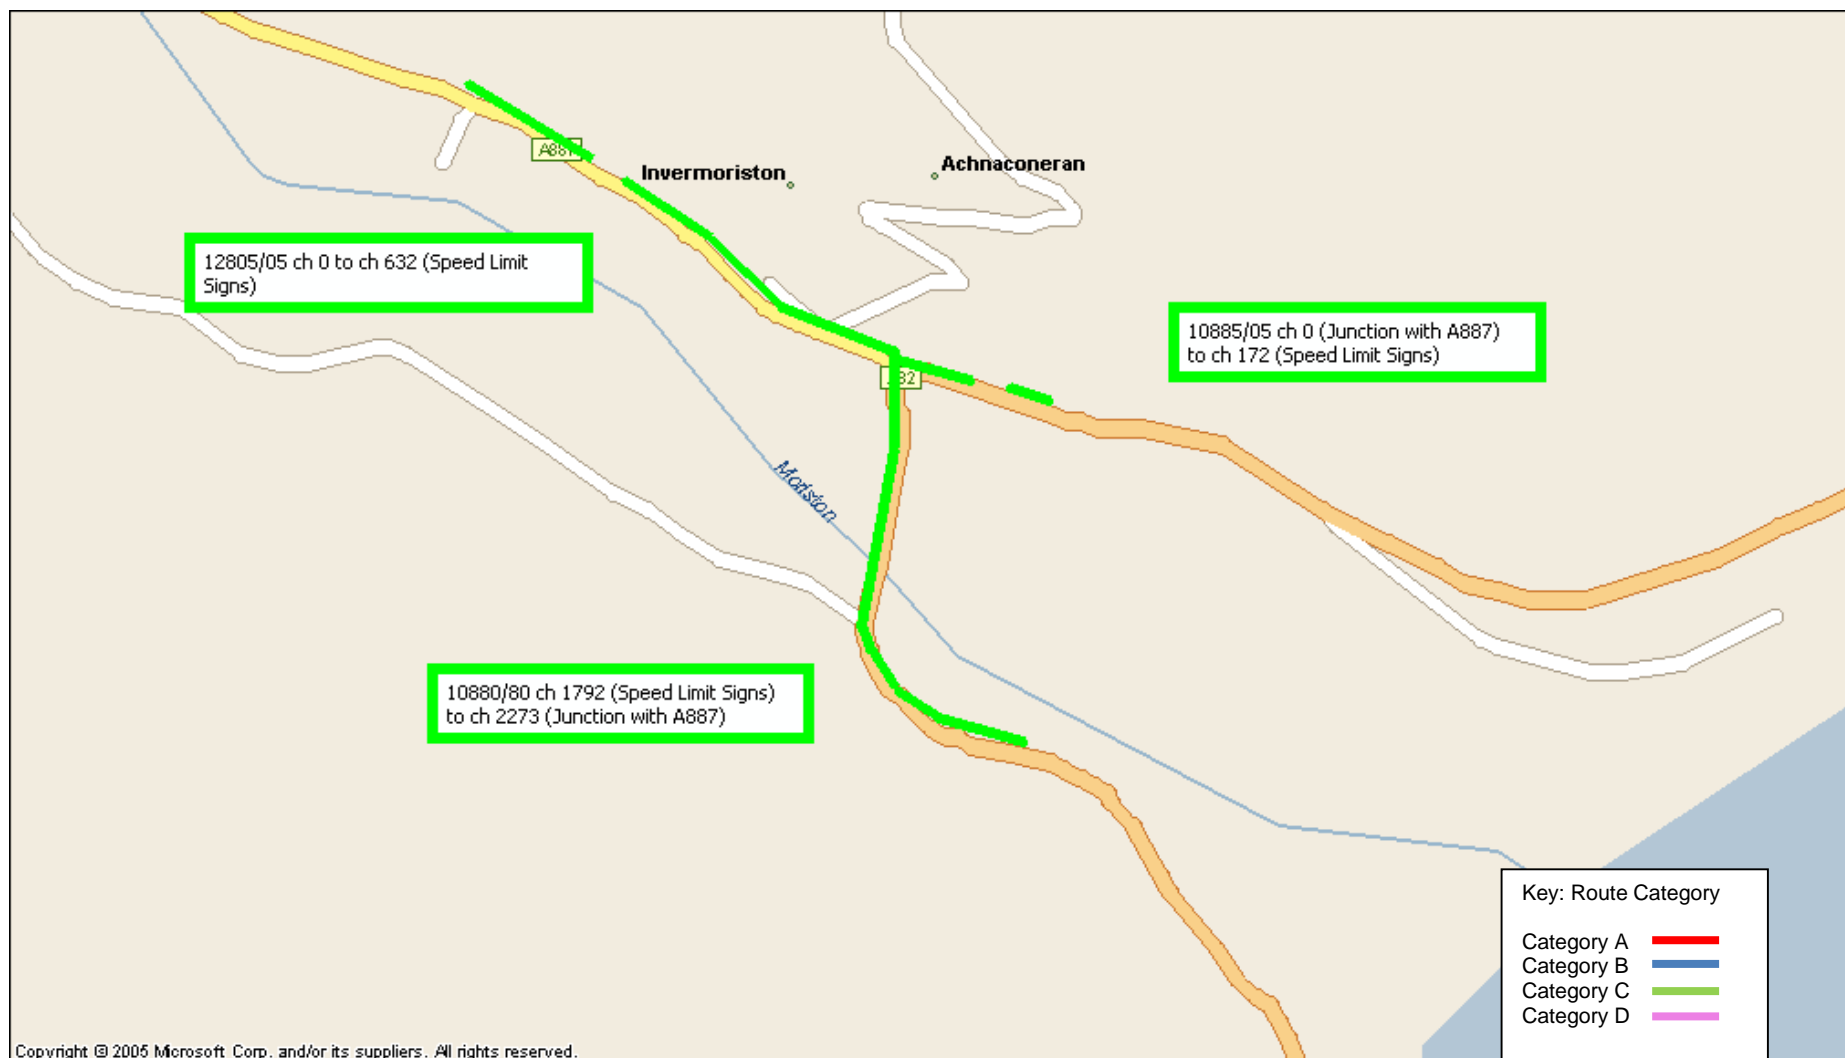 A887
Invermoriston
Achnaconeran
12805/05 ch 0 to ch 632 (Speed Limit
Signs)
10885/05 ch 0 (Junction with A887)
to ch 172 (Speed Limit Signs)
A82
Moriston
10880/80 ch 1792 (Speed Limit Signs)
to ch 2273 (Junction with A887)
Key: Route Category
Category A
Category B
Category C
Category D
Copyright © 2005 Microsoft Corp. and/or its suppliers. All rights reserved.